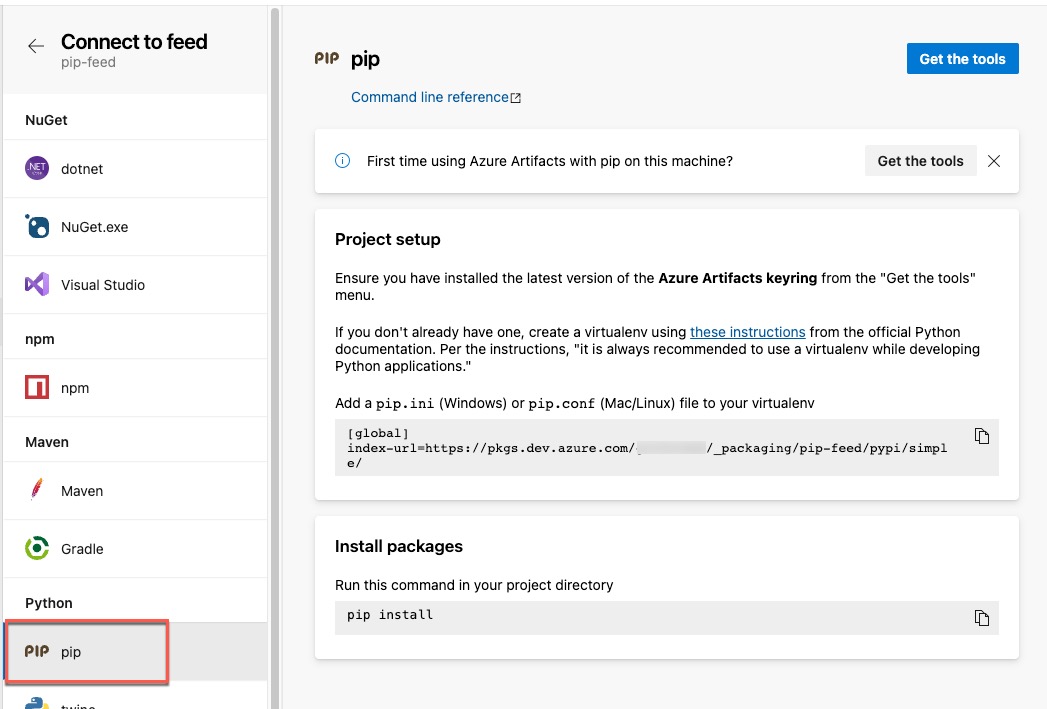 Connect to feed
pip-feed
NuGet
.NET
dotnet
NuGet.exe
Visual Studio
npm
npm
Maven
Maven
Gradle
Python
PIP pip
PIP pip
Get the tools
Command line reference
First time using Azure Artifacts with pip on this machine?
Get the tools
Project setup
Ensure you have installed the latest version of the Azure Artifacts keyring from the "Get the tools"
menu.
If you don't already have one, create a virtualenv using these instructions from the official Python
documentation. Per the instructions, "it is always recommended to use a virtualenv while developing
Python applications."
Add a pip.ini (Windows) or pip.conf (Mac/Linux) file to your virtualenv
[global]
index-url=https://pkgs.dev.azure.com/ /_packaging/pip-feed/pypi/simpl
e/
Install packages
Run this command in your project directory
pip install